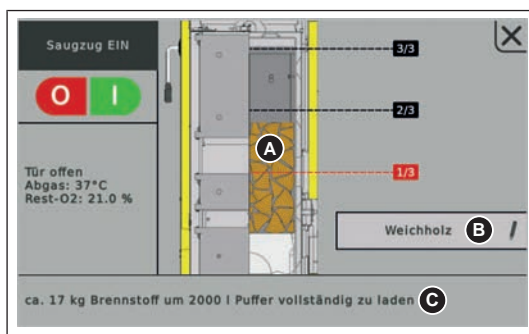 Saugzug EIN
O I
Tür offen
Abgas: 37°C
Rest-O2: 21.0 %
3/3
2/3
A
1/3
Weichholz B
ca. 17 kg Brennstoff um 2000 l Puffer vollständig zu laden C